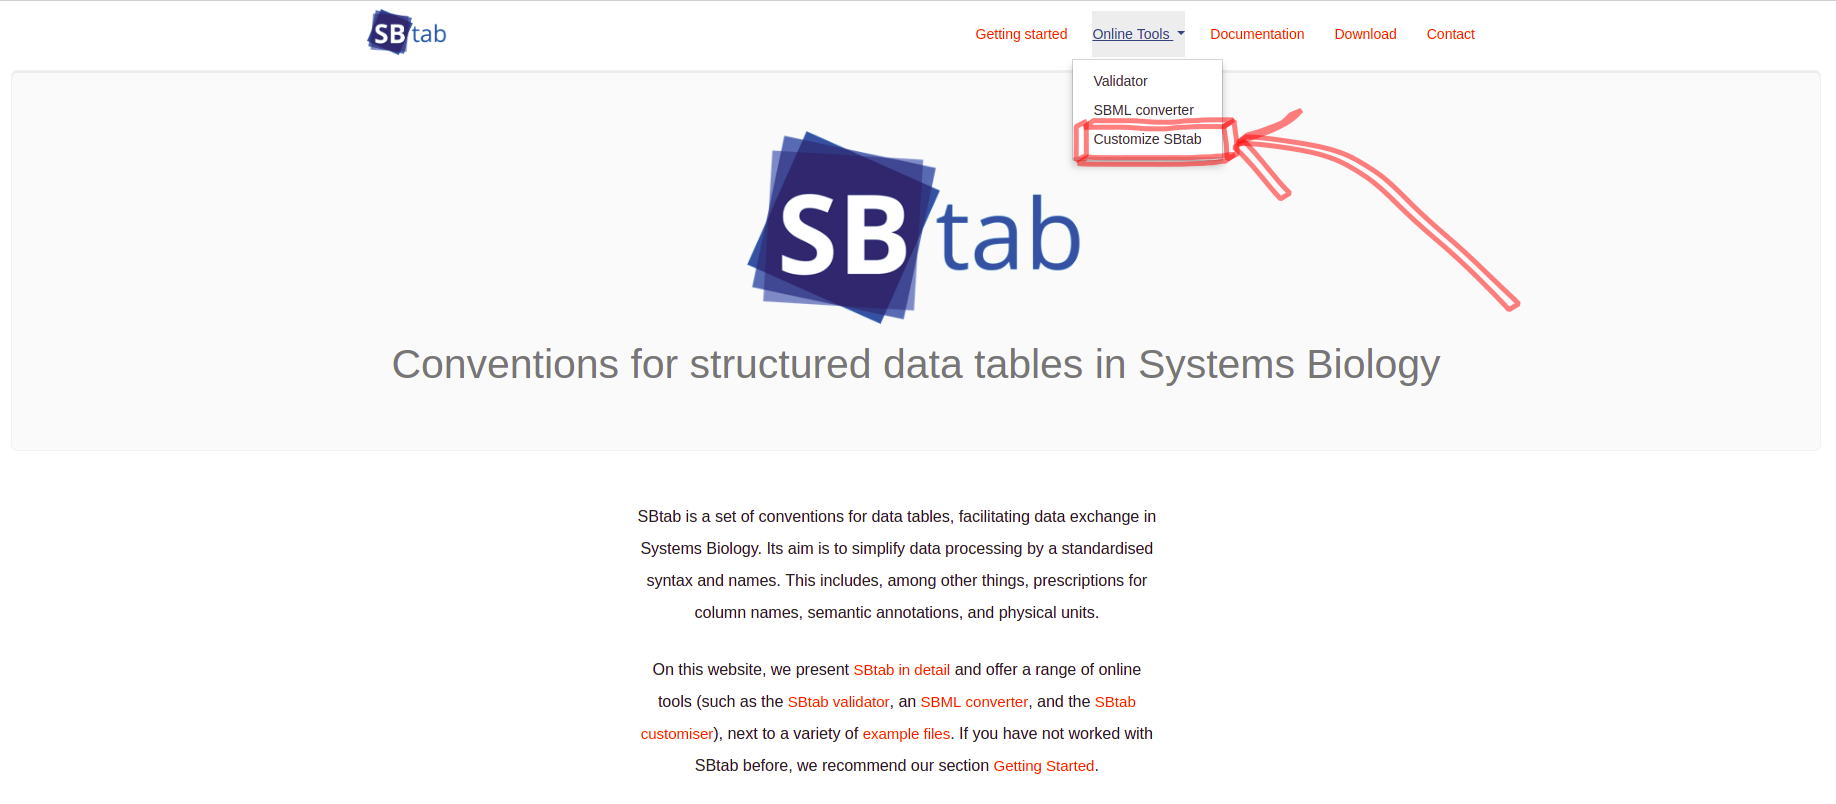 SBtab
Getting started Online Tools Documentation Download Contact
Validator
SBML converter
Customize SBtab
SBtab
Conventions for structured data tables in Systems Biology
SBtab is a set of conventions for data tables, facilitating data exchange in
Systems Biology. Its aim is to simplify data processing by a standardised
syntax and names. This includes, among other things, prescriptions for
column names, semantic annotations, and physical units.
On this website, we present SBtab in detail and offer a range of online
tools (such as the SBtab validator, an SBML converter, and the SBtab
customiser), next to a variety of example files. If you have not worked with
SBtab before, we recommend our section Getting Started.